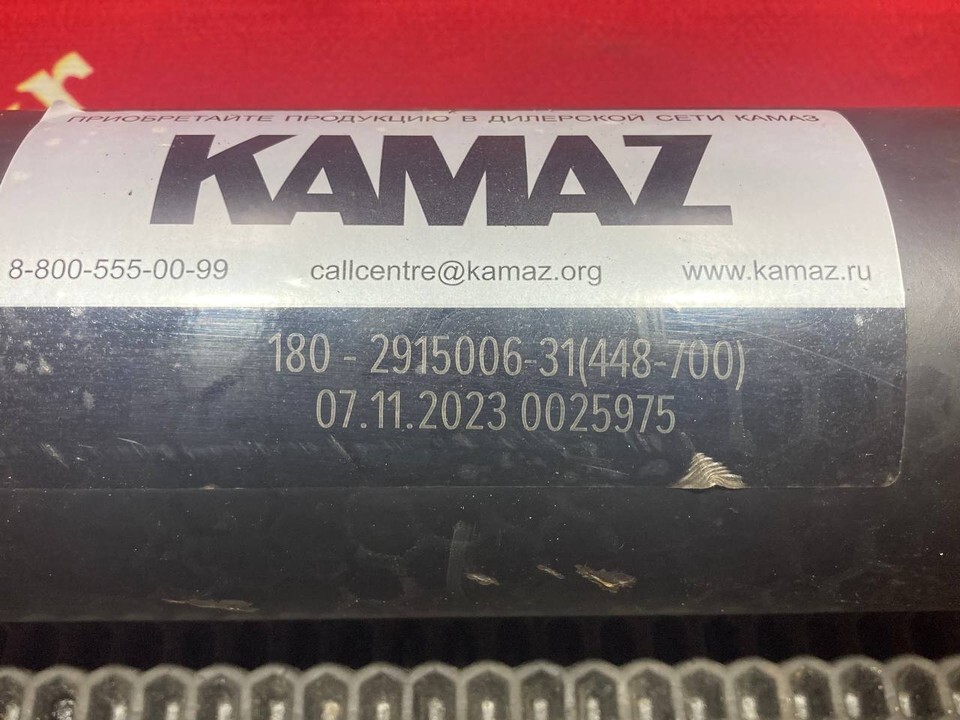 ПРИОБРЕТАЙТЕ ПРОДУКЦИЮ В ДИЛЕРСКОЙ СЕТИ КАМАЗ
KAMAZ
8-800-555-00-99 callcentre@kamaz.org www.kamaz.ru
180 - 2915006-31(448-700)
07.11.2023 0025975